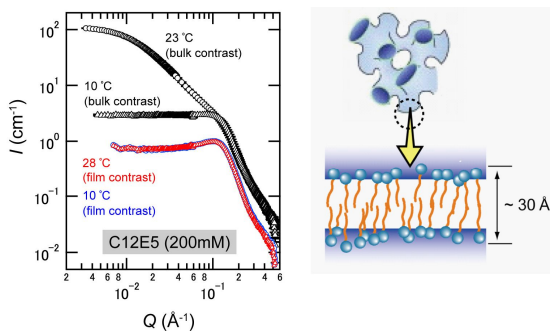 10²
10¹
10⁰
10⁻¹
10⁻²
I (cm⁻¹)
23 ℃
(bulk contrast)
10 ℃
(bulk contrast)
28 ℃
(film contrast)
10 ℃
(film contrast)
C12E5 (200mM)
2 4 6 8 2 4 6 8 2 4 6
10⁻² 10⁻¹
Q (Å⁻¹)
~ 30 Å